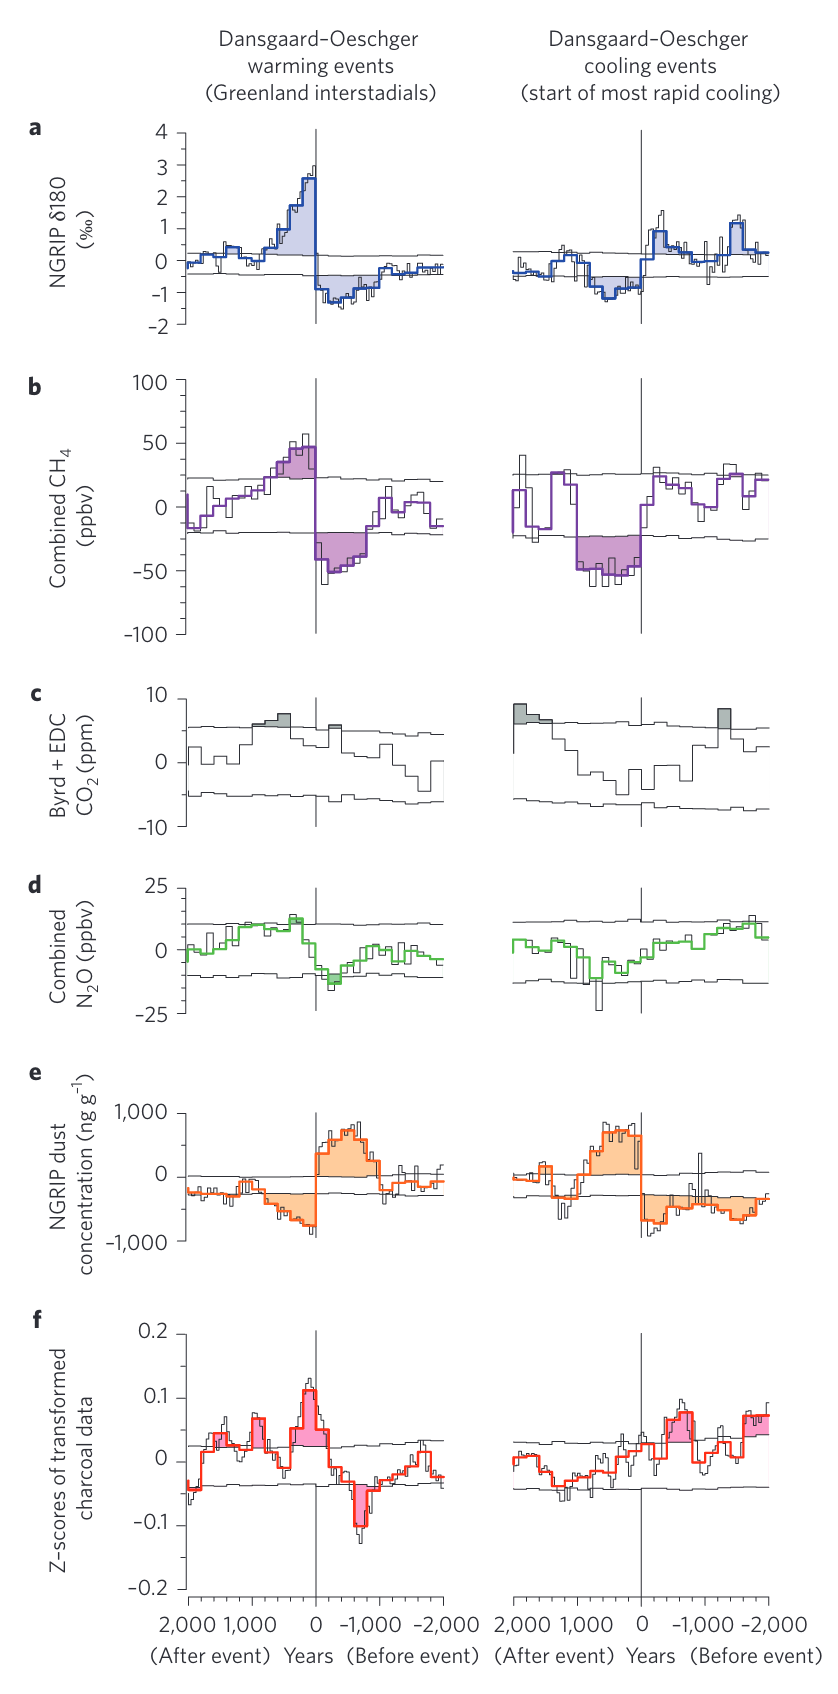 Dansgaard–Oeschger
warming events
(Greenland interstadials)
Dansgaard–Oeschger
cooling events
(start of most rapid cooling)
a
NGRIP δ180
(‰)
4
3
2
1
0
–1
–2
b
Combined CH4
(ppbv)
100
50
0
–50
–100
c
Byrd + EDC
CO2 (ppm)
10
0
–10
d
Combined
N2O (ppbv)
25
0
–25
e
NGRIP dust
concentration (ng g–1)
1,000
0
–1,000
f
Z–scores of transformed
charcoal data
0.2
0.1
0
–0.1
–0.2
2,000 1,000 0 –1,000 –2,000
(After event) Years (Before event)
2,000 1,000 0 –1,000 –2,000
(After event) Years (Before event)